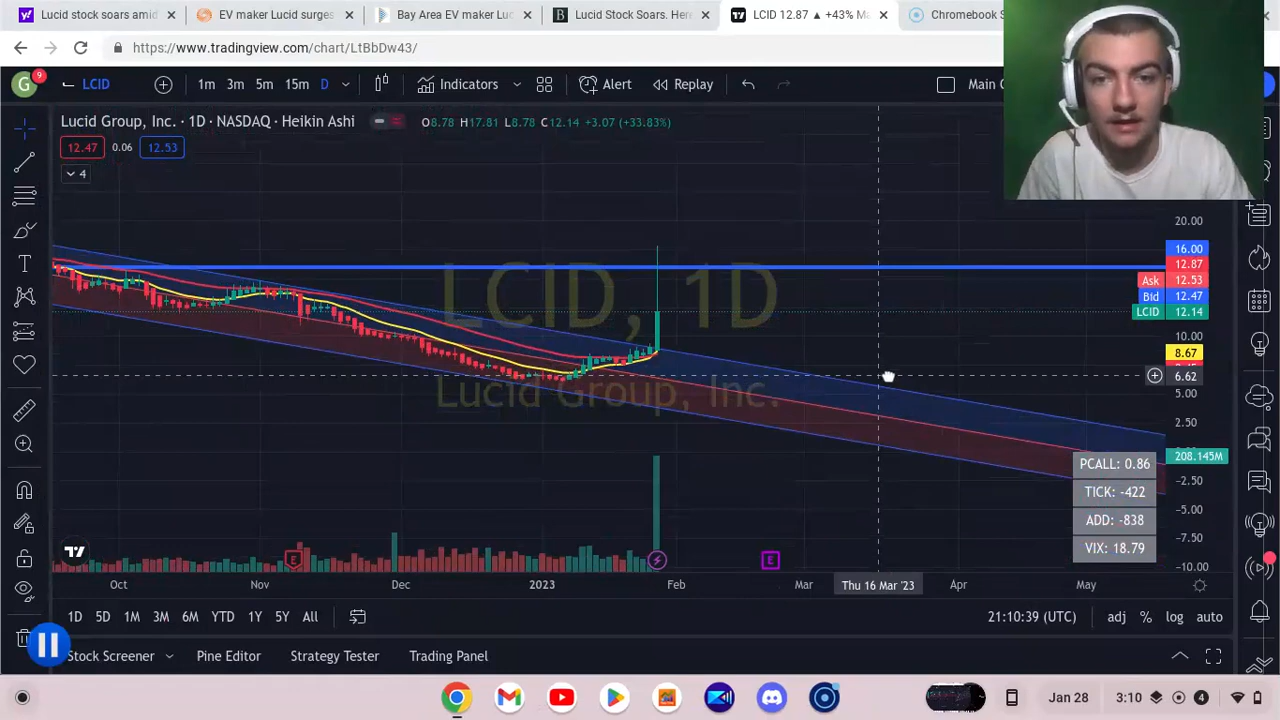 Lucid stock soars amid
EV maker Lucid surges
Bay Area EV maker Luc
Lucid Stock Soars. Here
LCID 12.87 ▲ +43% Ma
Chromebook S
https://www.tradingview.com/chart/LtBbDw43/
G
9
LCID
1m 3m 5m 15m D
Indicators
Alert
Replay
Main C
Lucid Group, Inc. · 1D · NASDAQ · Heikin Ashi
O8.78 H17.81 L8.78 C12.14 +3.07 (+33.83%)
12.47 0.06 12.53
4
LCID, 1D
Lucid Group, Inc.
20.00
16.00
12.87
Ask 12.53
Bid 12.47
LCID 12.14
10.00
8.67
6.62
5.00
2.50
208.145M
−2.50
−5.00
−7.50
−10.00
PCALL: 0.86
TICK: -422
ADD: -838
VIX: 18.79
E
E
Oct Nov Dec 2023 Feb Mar Thu 16 Mar '23 Apr May
1D 5D 1M 3M 6M YTD 1Y 5Y All
21:10:39 (UTC)
adj % log auto
Stock Screener
Pine Editor
Strategy Tester
Trading Panel
Jan 28
3:10
4